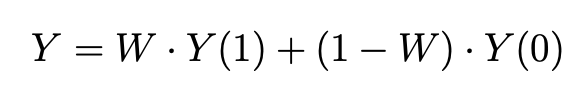 Y = W · Y(1) + (1 − W) · Y(0)